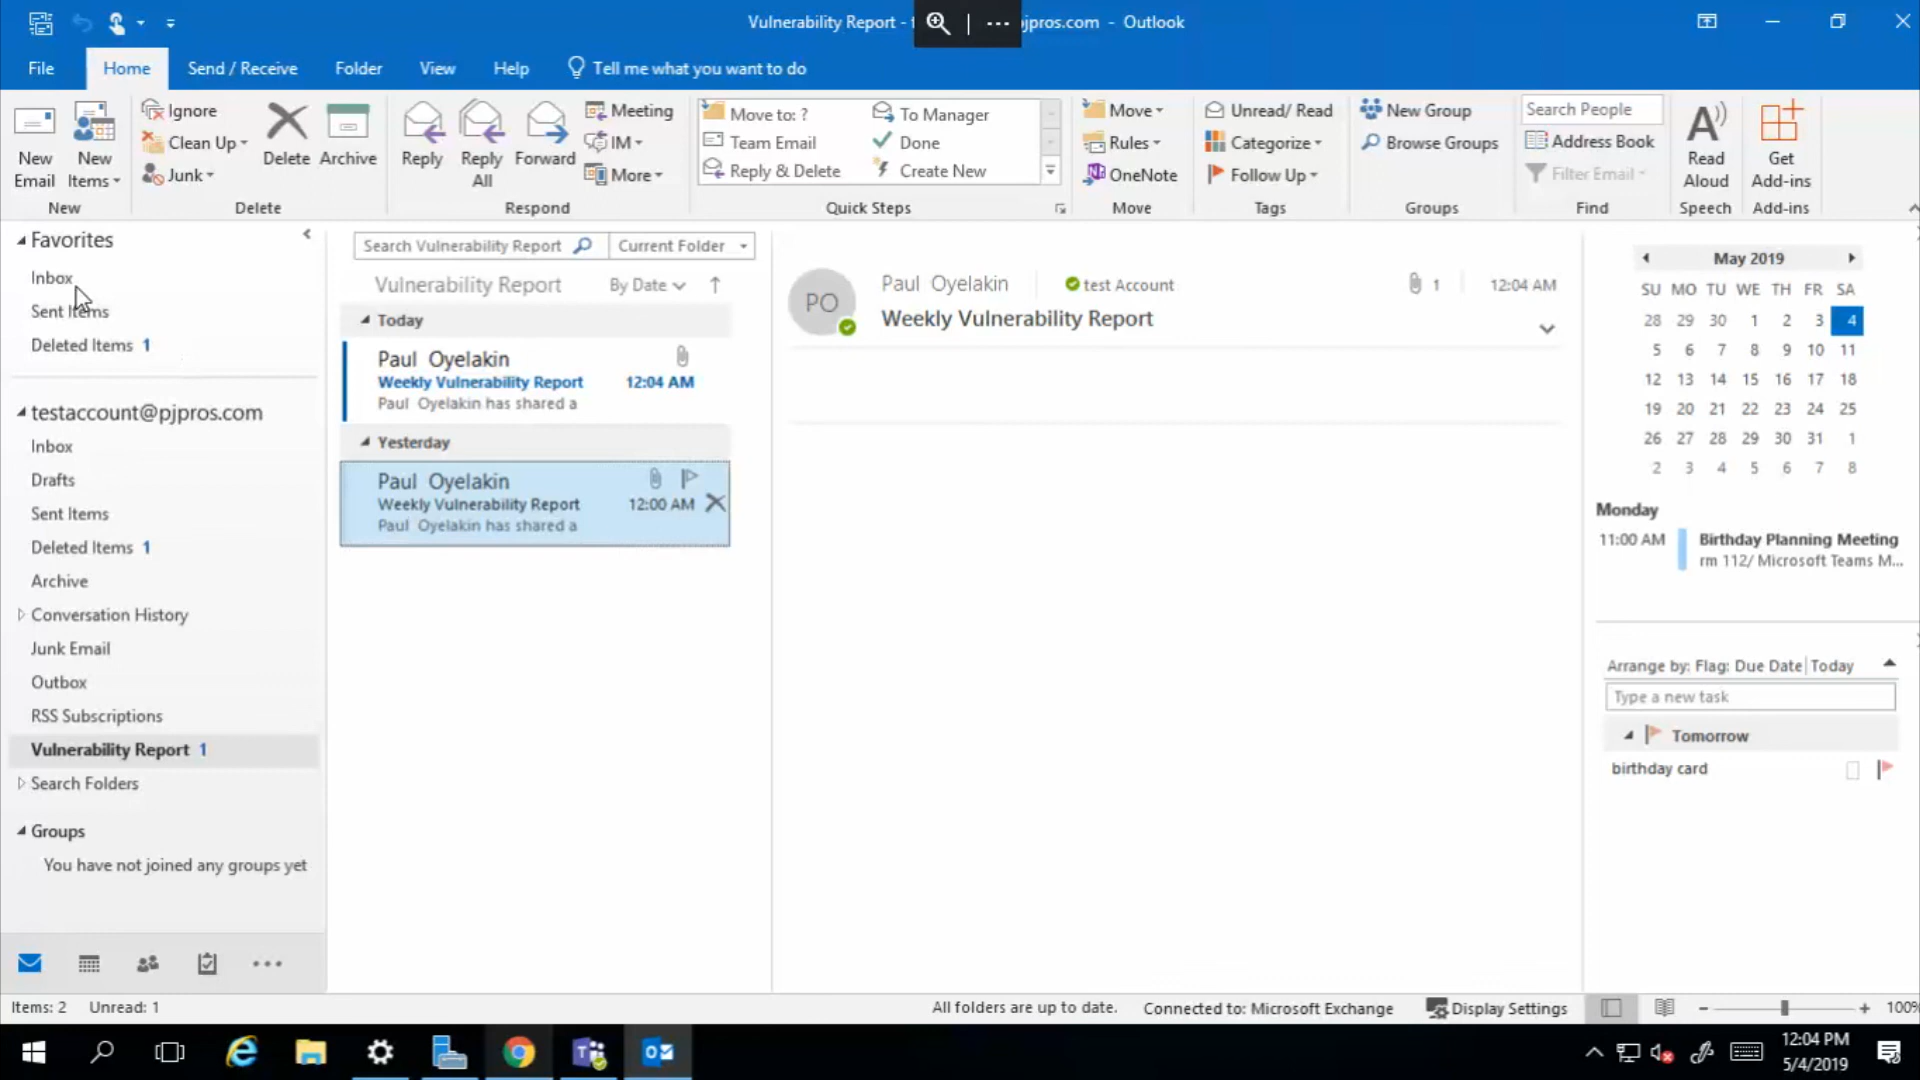 Vulnerability Report -
jpros.com - Outlook
File
Home
Send / Receive
Folder
View
Help
Tell me what you want to do
New Email
New Items
New
Ignore
Clean Up
Junk
Delete
Archive
Delete
Reply
Reply All
Forward
Meeting
IM
More
Respond
Move to: ?
Team Email
Reply & Delete
To Manager
Done
Create New
Quick Steps
Move
Rules
OneNote
Move
Unread/ Read
Categorize
Follow Up
Tags
New Group
Browse Groups
Groups
Search People
Address Book
Filter Email
Find
Read Aloud
Speech
Get Add-ins
Add-ins
Favorites
Inbox
Sent Items
Deleted Items 1
testaccount@pjpros.com
Inbox
Drafts
Sent Items
Deleted Items 1
Archive
Conversation History
Junk Email
Outbox
RSS Subscriptions
Vulnerability Report 1
Search Folders
Groups
You have not joined any groups yet
Search Vulnerability Report
Current Folder
Vulnerability Report
By Date
Today
Paul Oyelakin
Weekly Vulnerability Report 12:04 AM
Paul Oyelakin has shared a
Yesterday
Paul Oyelakin
Weekly Vulnerability Report 12:00 AM
Paul Oyelakin has shared a
PO
Paul Oyelakin
test Account
1
12:04 AM
Weekly Vulnerability Report
May 2019
SU MO TU WE TH FR SA
28 29 30 1 2 3 4
5 6 7 8 9 10 11
12 13 14 15 16 17 18
19 20 21 22 23 24 25
26 27 28 29 30 31 1
2 3 4 5 6 7 8
Monday
11:00 AM Birthday Planning Meeting
rm 112/ Microsoft Teams M...
Arrange by: Flag: Due Date Today
Type a new task
Tomorrow
birthday card
Items: 2
Unread: 1
All folders are up to date.
Connected to: Microsoft Exchange
Display Settings
100%
12:04 PM
5/4/2019